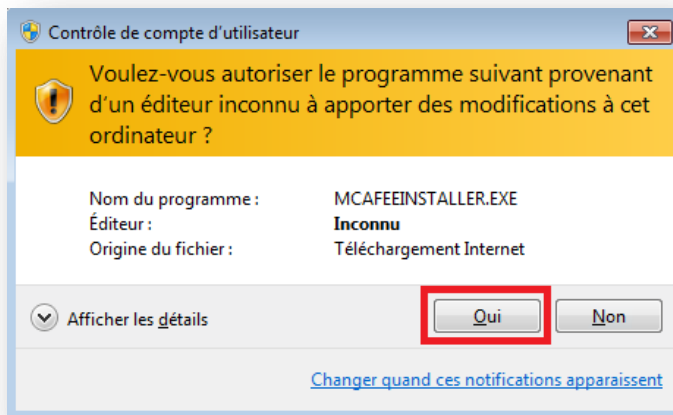 Contrôle de compte d’utilisateur
Voulez-vous autoriser le programme suivant provenant
d’un éditeur inconnu à apporter des modifications à cet
ordinateur ?
Nom du programme : MCAFEEINSTALLER.EXE
Éditeur : Inconnu
Origine du fichier : Téléchargement Internet
Afficher les détails Oui Non
Changer quand ces notifications apparaissent